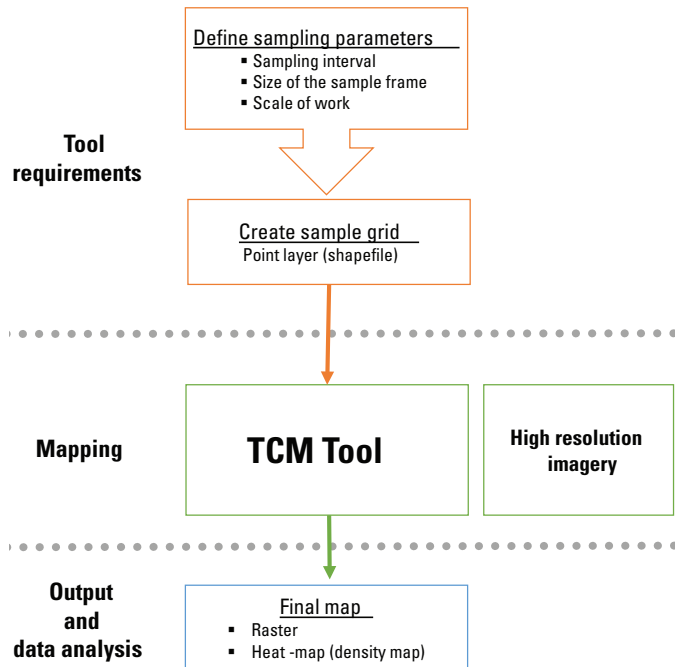 Define sampling parameters
▪ Sampling interval
▪ Size of the sample frame
▪ Scale of work
Tool
requirements
Create sample grid
Point layer (shapefile)
Mapping
TCM Tool
High resolution
imagery
Output
and
data analysis
Final map
▪ Raster
▪ Heat -map (density map)